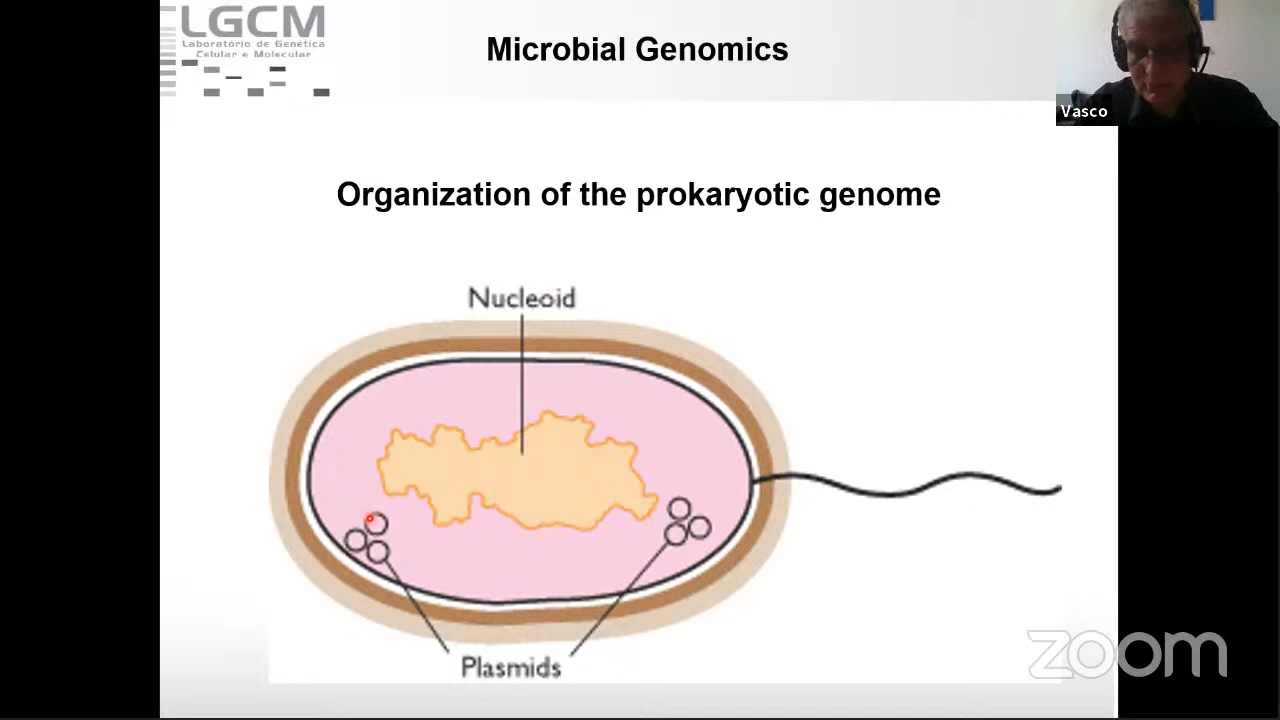 LGCM
Laboratório de Genética
Celular e Molecular
Microbial Genomics
Vasco
Organization of the prokaryotic genome
Nucleoid
Plasmids
zoom